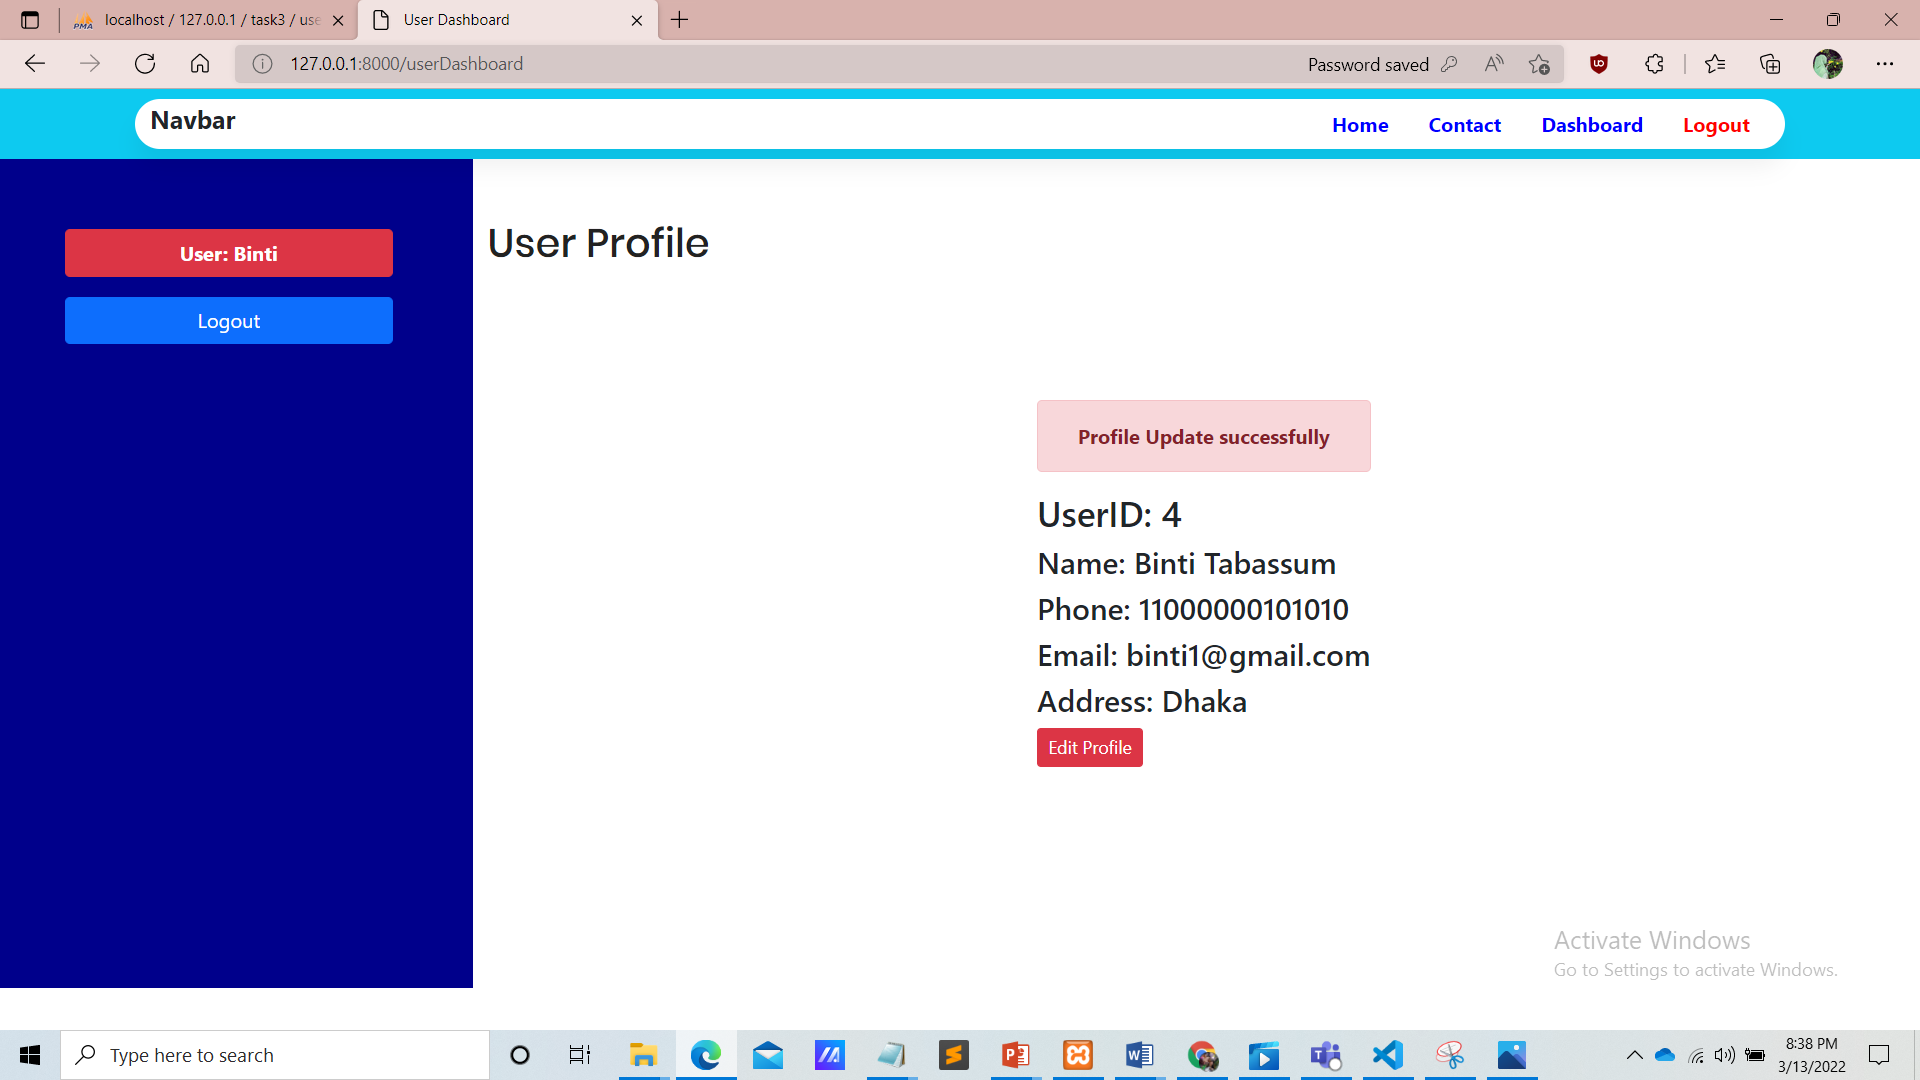 localhost / 127.0.0.1 / task3 / use
User Dashboard
127.0.0.1:8000/userDashboard
Password saved
Navbar
Home
Contact
Dashboard
Logout
User: Binti
Logout
User Profile
Profile Update successfully
UserID: 4
Name: Binti Tabassum
Phone: 11000000101010
Email: binti1@gmail.com
Address: Dhaka
Edit Profile
Activate Windows
Go to Settings to activate Windows.
Type here to search
8:38 PM
3/13/2022